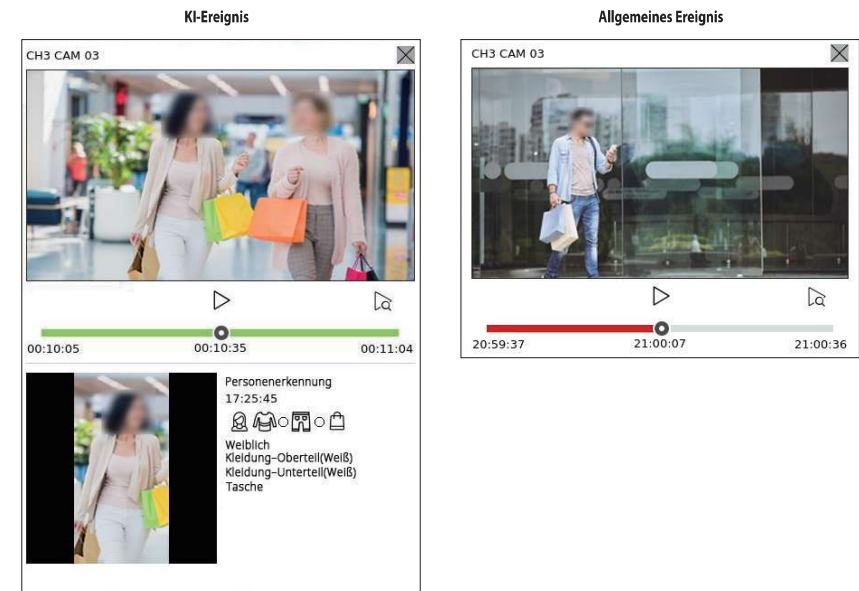 KI-Ereignis
CH3 CAM 03
00:10:05
00:10:35
00:11:04
Personenerkennung
17:25:45
Weiblich
Kleidung-Oberteil(Weiß)
Kleidung-Unterteil(Weiß)
Tasche
Allgemeines Ereignis
CH3 CAM 03
20:59:37
21:00:07
21:00:36